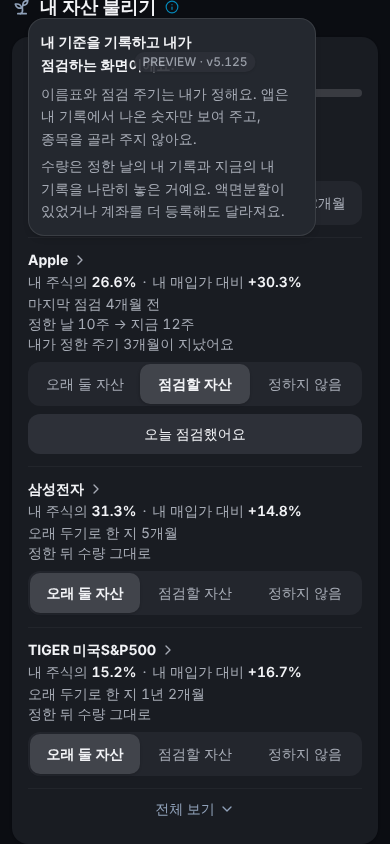 내 자산 불리기
내 기준을 기록하고 내가
점검하는 화면
PREVIEW · v5.125
이름표와 점검 주기는 내가 정해요. 앱은
내 기록에서 나온 숫자만 보여 주고,
종목을 골라 주지 않아요.
수량은 정한 날의 내 기록과 지금의 내
기록을 나란히 놓은 거예요. 액면분할이
있었거나 계좌를 더 등록해도 달라져요.
개월
Apple
내 주식의 26.6% · 내 매입가 대비 +30.3%
마지막 점검 4개월 전
정한 날 10주 → 지금 12주
내가 정한 주기 3개월이 지났어요
오래 둘 자산 점검할 자산 정하지 않음
오늘 점검했어요
삼성전자
내 주식의 31.3% · 내 매입가 대비 +14.8%
오래 두기로 한 지 5개월
정한 뒤 수량 그대로
오래 둘 자산 점검할 자산 정하지 않음
TIGER 미국S&P500
내 주식의 15.2% · 내 매입가 대비 +16.7%
오래 두기로 한 지 1년 2개월
정한 뒤 수량 그대로
오래 둘 자산 점검할 자산 정하지 않음
전체 보기